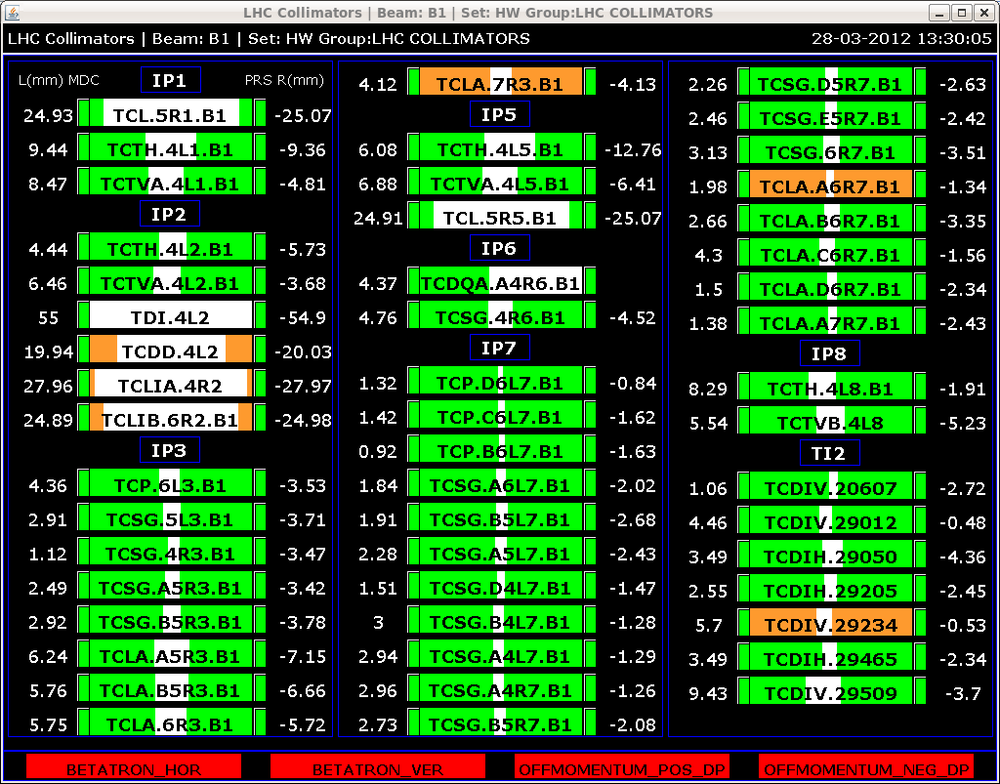 LHC Collimators | Beam: B1 | Set: HW Group:LHC COLLIMATORS
LHC Collimators | Beam: B1 | Set: HW Group:LHC COLLIMATORS 28-03-2012 13:30:05
L(mm) MDC IP1 PRS R(mm)
24.93 TCL.5R1.B1 -25.07
9.44 TCTH.4L1.B1 -9.36
8.47 TCTVA.4L1.B1 -4.81
IP2
4.44 TCTH.4L2.B1 -5.73
6.46 TCTVA.4L2.B1 -3.68
55 TDI.4L2 -54.9
19.94 TCDD.4L2 -20.03
27.96 TCLIA.4R2 -27.97
24.89 TCLIB.6R2.B1 -24.98
IP3
4.36 TCP.6L3.B1 -3.53
2.91 TCSG.5L3.B1 -3.71
1.12 TCSG.4R3.B1 -3.47
2.49 TCSG.A5R3.B1 -3.42
2.92 TCSG.B5R3.B1 -3.78
6.24 TCLA.A5R3.B1 -7.15
5.76 TCLA.B5R3.B1 -6.66
5.75 TCLA.6R3.B1 -5.72
4.12 TCLA.7R3.B1 -4.13
IP5
6.08 TCTH.4L5.B1 -12.76
6.88 TCTVA.4L5.B1 -6.41
24.91 TCL.5R5.B1 -25.07
IP6
4.37 TCDQA.A4R6.B1
4.76 TCSG.4R6.B1 -4.52
IP7
1.32 TCP.D6L7.B1 -0.84
1.42 TCP.C6L7.B1 -1.62
0.92 TCP.B6L7.B1 -1.63
1.84 TCSG.A6L7.B1 -2.02
1.91 TCSG.B5L7.B1 -2.68
2.28 TCSG.A5L7.B1 -2.43
1.51 TCSG.D4L7.B1 -1.47
3 TCSG.B4L7.B1 -1.28
2.94 TCSG.A4L7.B1 -1.29
2.96 TCSG.A4R7.B1 -1.26
2.73 TCSG.B5R7.B1 -2.08
2.26 TCSG.D5R7.B1 -2.63
2.46 TCSG.E5R7.B1 -2.42
3.13 TCSG.6R7.B1 -3.51
1.98 TCLA.A6R7.B1 -1.34
2.66 TCLA.B6R7.B1 -3.35
4.3 TCLA.C6R7.B1 -1.56
1.5 TCLA.D6R7.B1 -2.34
1.38 TCLA.A7R7.B1 -2.43
IP8
8.29 TCTH.4L8.B1 -1.91
5.54 TCTVB.4L8 -5.23
TI2
1.06 TCDIV.20607 -2.72
4.46 TCDIV.29012 -0.48
3.49 TCDIH.29050 -4.36
2.55 TCDIH.29205 -2.45
5.7 TCDIV.29234 -0.53
3.49 TCDIH.29465 -2.34
9.43 TCDIV.29509 -3.7
BETATRON_HOR BETATRON_VER OFFMOMENTUM_POS_DP OFFMOMENTUM_NEG_DP